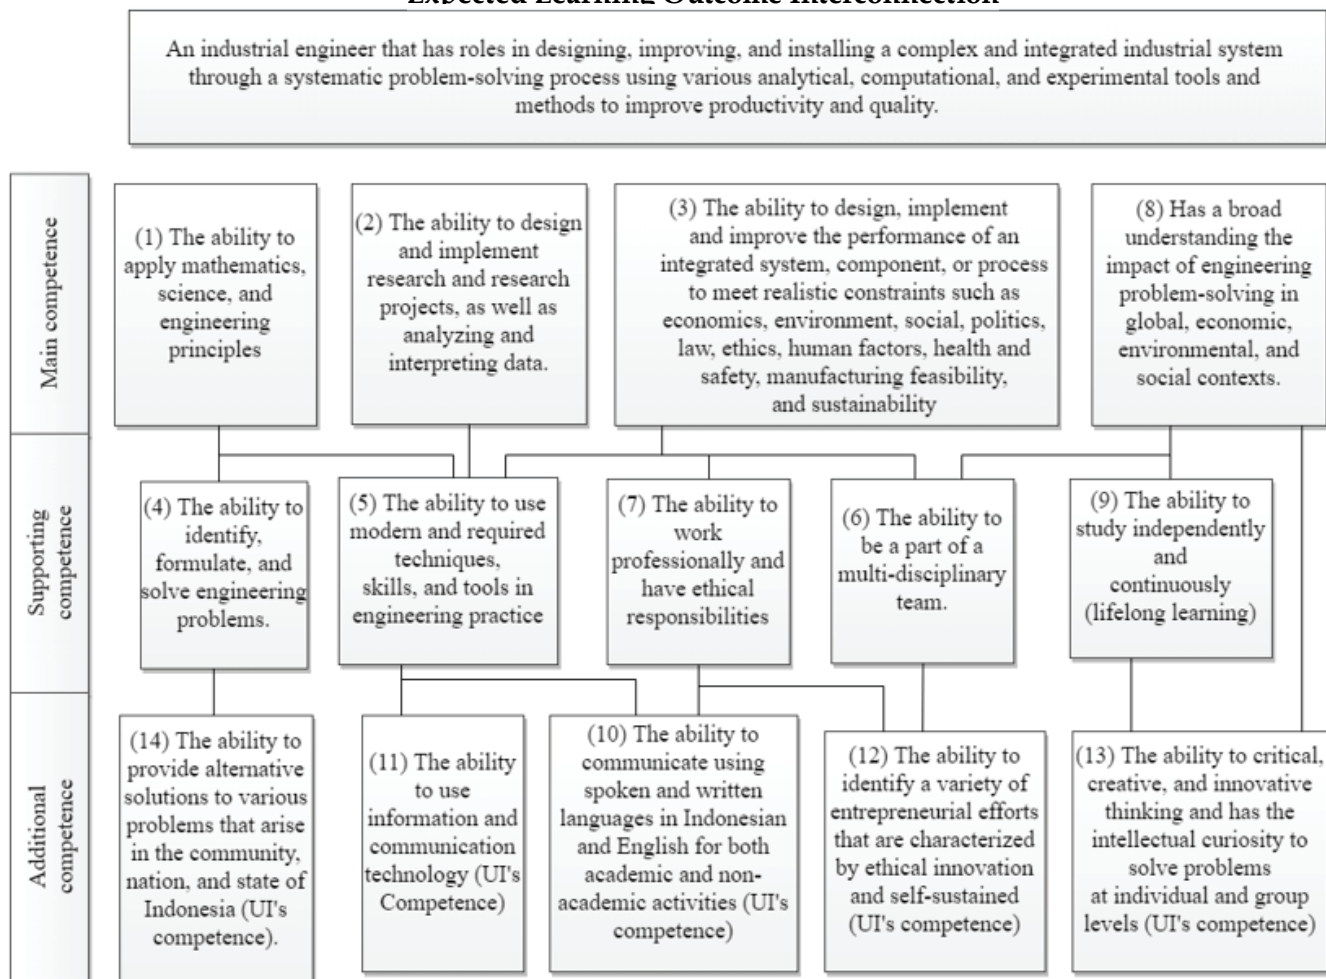 Expected Learning Outcome Interconnection
An industrial engineer that has roles in designing, improving, and installing a complex and integrated industrial system
through a systematic problem-solving process using various analytical, computational, and experimental tools and
methods to improve productivity and quality.
Main competence
(1) The ability to
apply mathematics,
science, and
engineering
principles
(2) The ability to design
and implement
research and research
projects, as well as
analyzing and
interpreting data.
(3) The ability to design, implement
and improve the performance of an
integrated system, component, or process
to meet realistic constraints such as
economics, environment, social, politics,
law, ethics, human factors, health and
safety, manufacturing feasibility,
and sustainability
(8) Has a broad
understanding the
impact of engineering
problem-solving in
global, economic,
environmental, and
social contexts.
Supporting
competence
(4) The ability to
identify,
formulate, and
solve engineering
problems.
(5) The ability to use
modern and required
techniques,
skills, and tools in
engineering practice
(7) The ability to
work
professionally and
have ethical
responsibilities
(6) The ability to
be a part of a
multi-disciplinary
team.
(9) The ability to
study independently
and
continuously
(lifelong learning)
Additional
competence
(14) The ability to
provide alternative
solutions to various
problems that arise
in the community,
nation, and state of
Indonesia (UI's
competence).
(11) The ability
to use
information and
communication
technology (UI's
Competence)
(10) The ability to
communicate using
spoken and written
languages in Indonesian
and English for both
academic and non-
academic activities (UI's
competence)
(12) The ability to
identify a variety of
entrepreneurial efforts
that are characterized
by ethical innovation
and self-sustained
(UI's competence)
(13) The ability to critical,
creative, and innovative
thinking and has the
intellectual curiosity to
solve problems
at individual and group
levels (UI's competence)